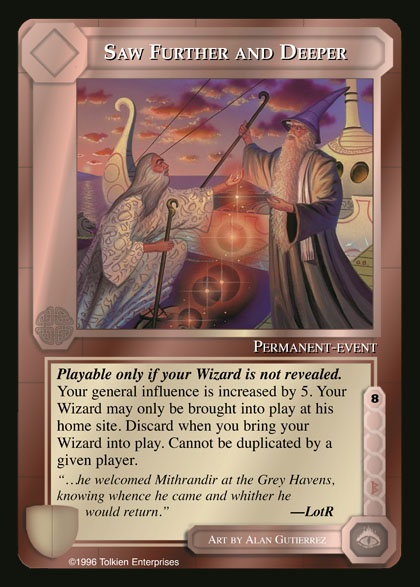 Saw Further and Deeper
Permanent-event
Playable only if your Wizard is not revealed.
Your general influence is increased by 5. Your
Wizard may only be brought into play at his
home site. Discard when you bring your
Wizard into play. Cannot be duplicated by a
given player.
8
“…he welcomed Mithrandir at the Grey Havens,
knowing whence he came and whither he
would return.” —LotR
Art by Alan Gutierrez
©1996 Tolkien Enterprises